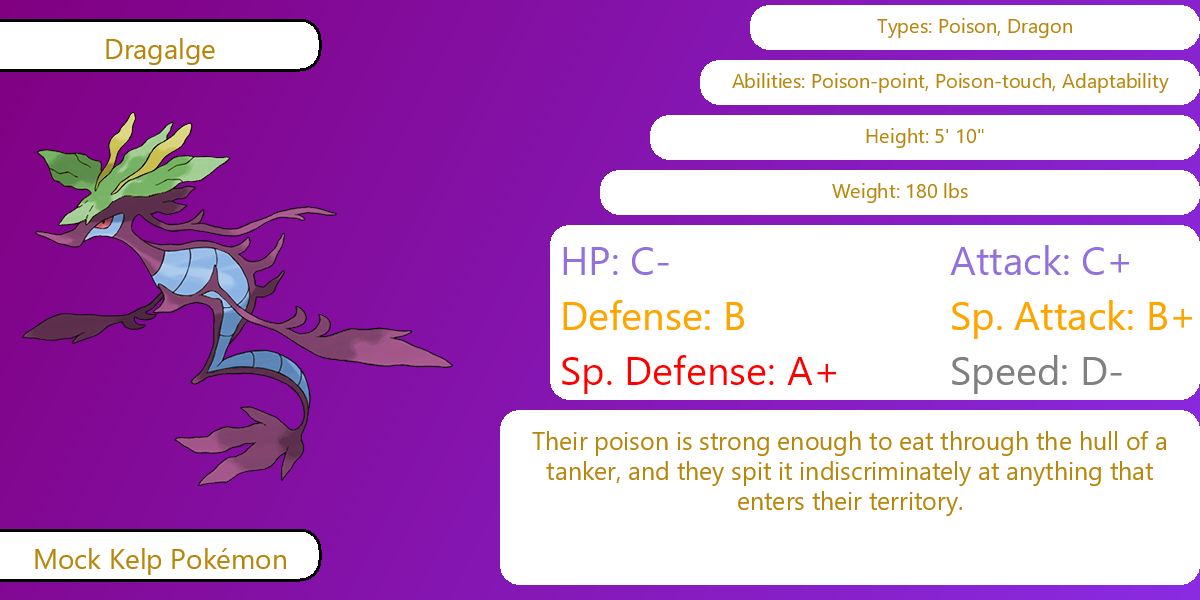 Dragalge
Types: Poison, Dragon
Abilities: Poison-point, Poison-touch, Adaptability
Height: 5' 10"
Weight: 180 lbs
HP: C-
Attack: C+
Defense: B
Sp. Attack: B+
Sp. Defense: A+
Speed: D-
Their poison is strong enough to eat through the hull of a
tanker, and they spit it indiscriminately at anything that
enters their territory.
Mock Kelp Pokémon